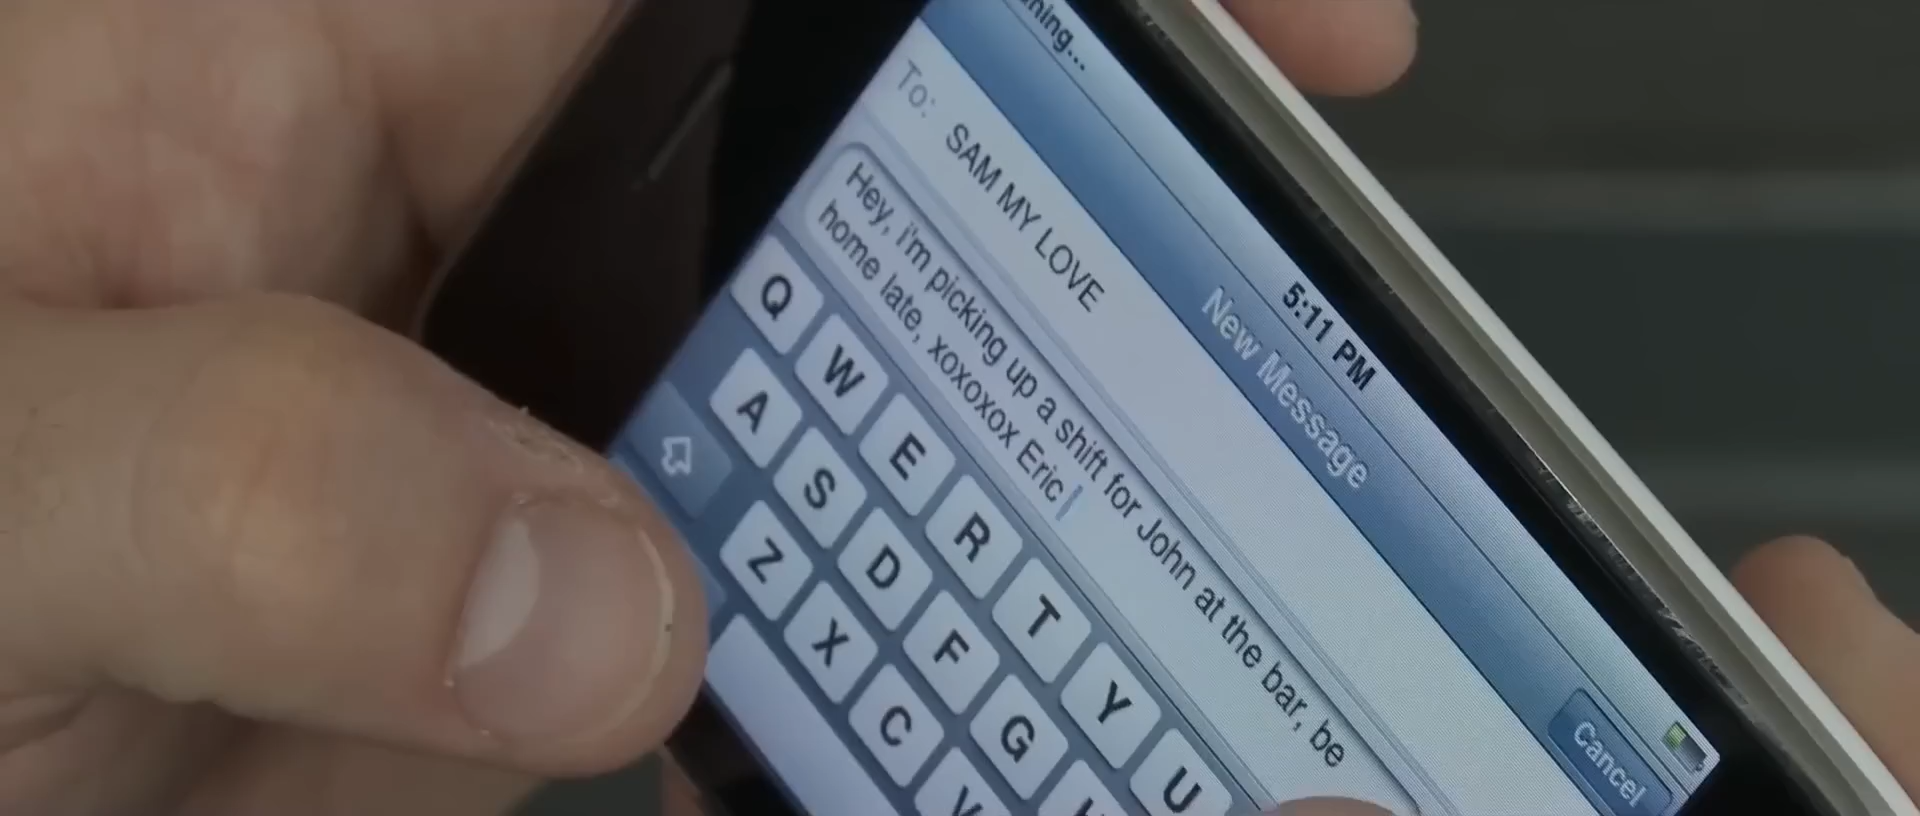 5:11 PM
New Message
Cancel
To: SAM MY LOVE
Hey, i'm picking up a shift for John at the bar, be
home late, xoxoxox Eric
Q W E R T Y U
A S D F G
Z X C V